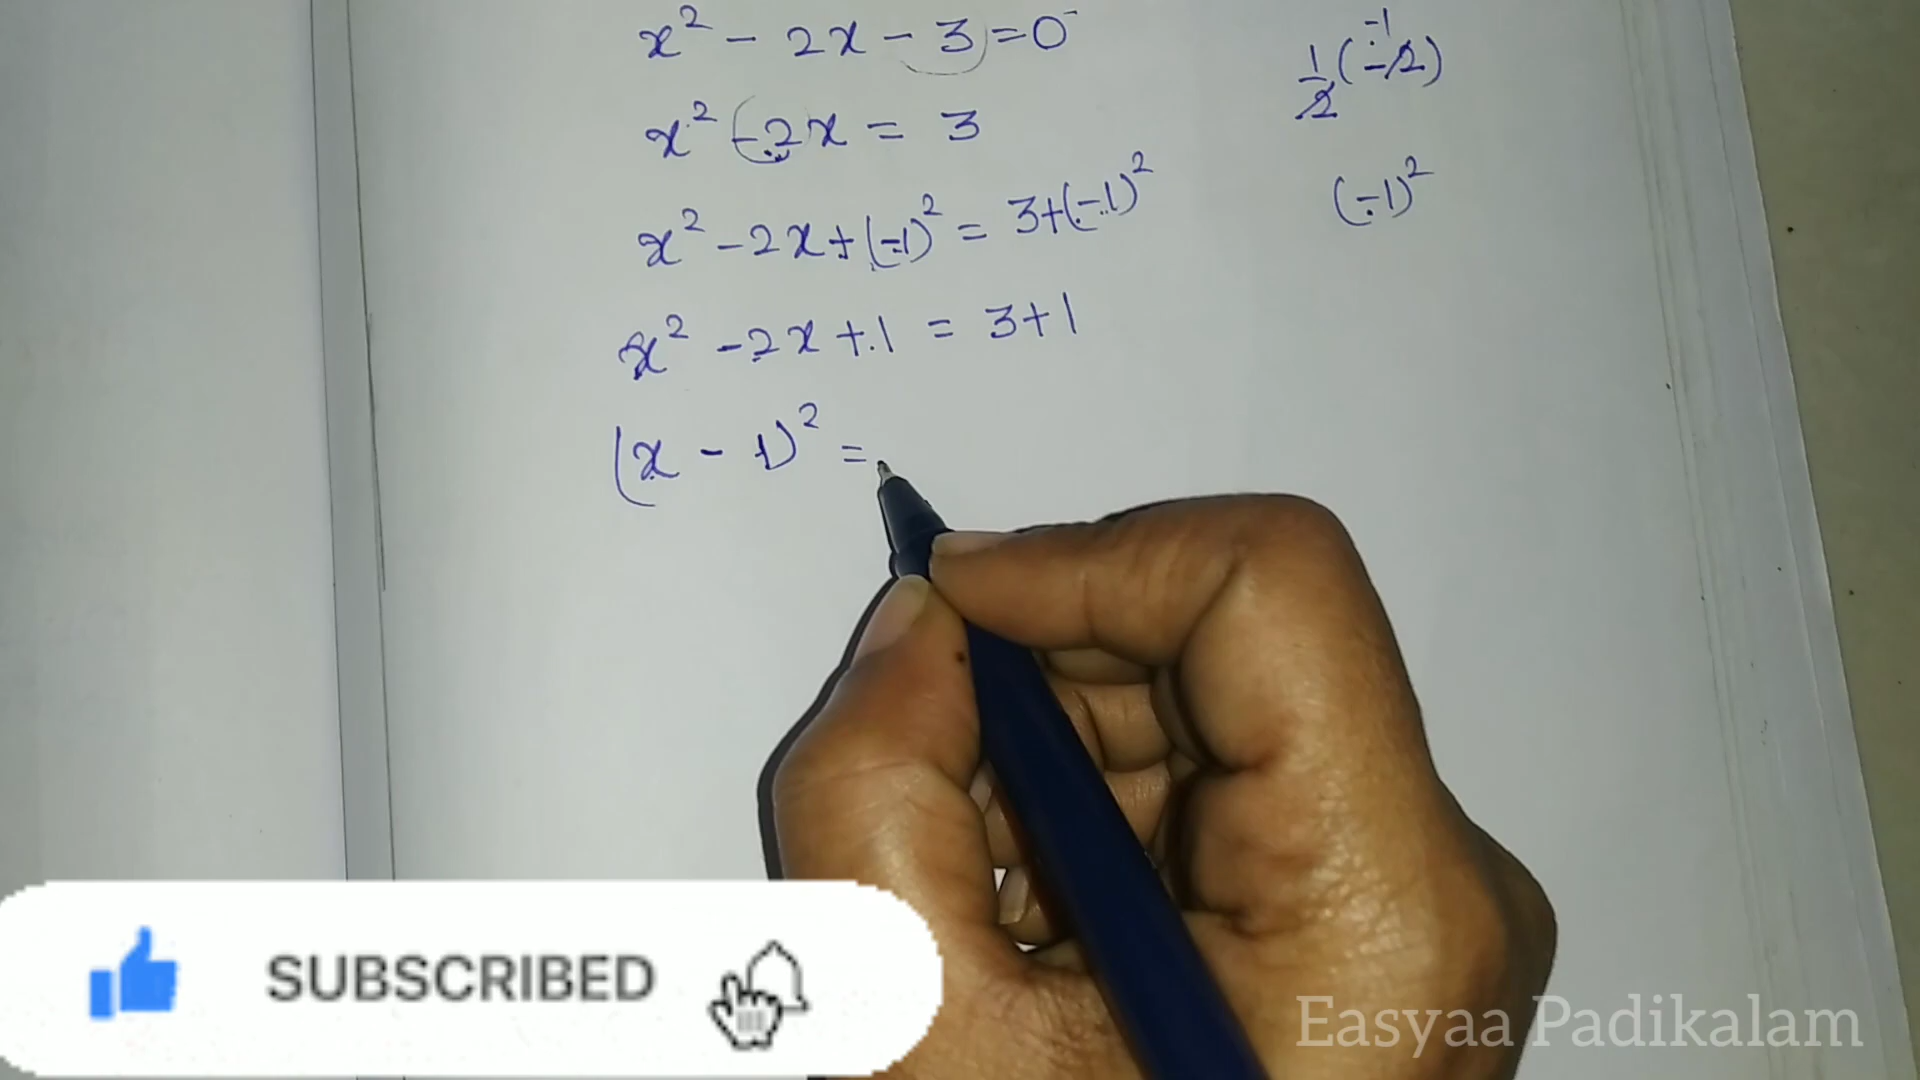 x² - 2x - 3 = 0
x² - 2x = 3
x² - 2x + (-1)² = 3 + (-1)²
x² - 2x + 1 = 3 + 1
(x - 1)² =
1/2 (-2) -1
(-1)²
SUBSCRIBED
Easyaa Padikalam